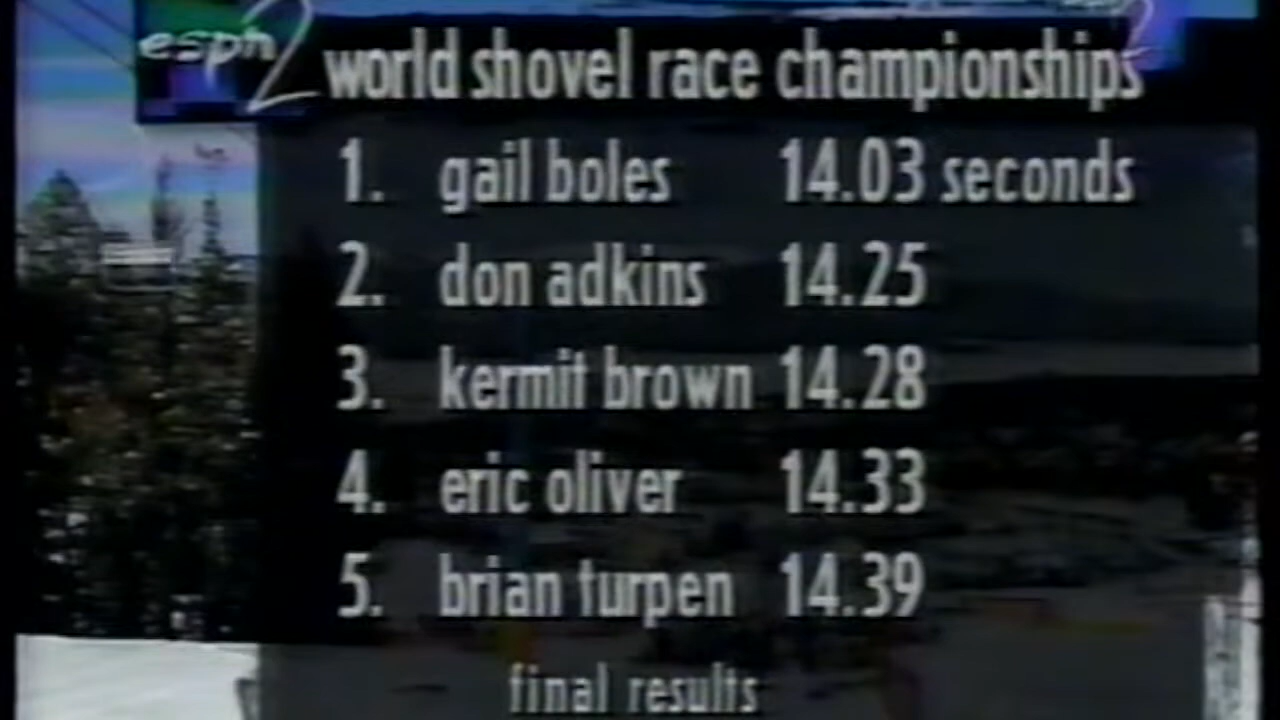 espn2 world shovel race championships
1. gail boles 14.03 seconds
2. don adkins 14.25
3. kermit brown 14.28
4. eric oliver 14.33
5. brian turpen 14.39
final results